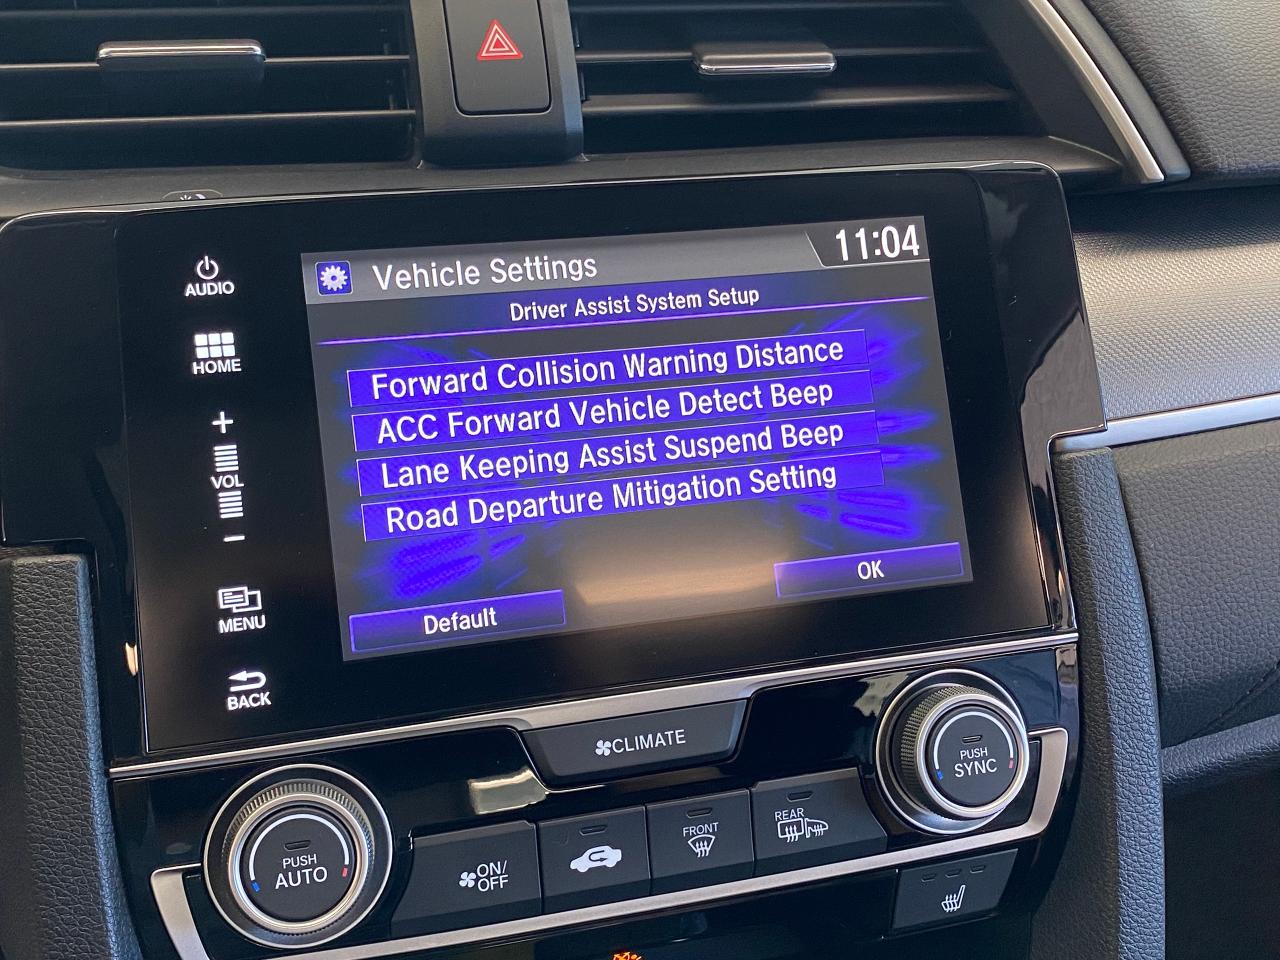 11:04
Vehicle Settings
Driver Assist System Setup
Forward Collision Warning Distance
ACC Forward Vehicle Detect Beep
Lane Keeping Assist Suspend Beep
Road Departure Mitigation Setting
Default
OK
AUDIO
HOME
+
VOL
-
MENU
BACK
CLIMATE
PUSH
AUTO
ON/
OFF
FRONT
REAR
PUSH
SYNC